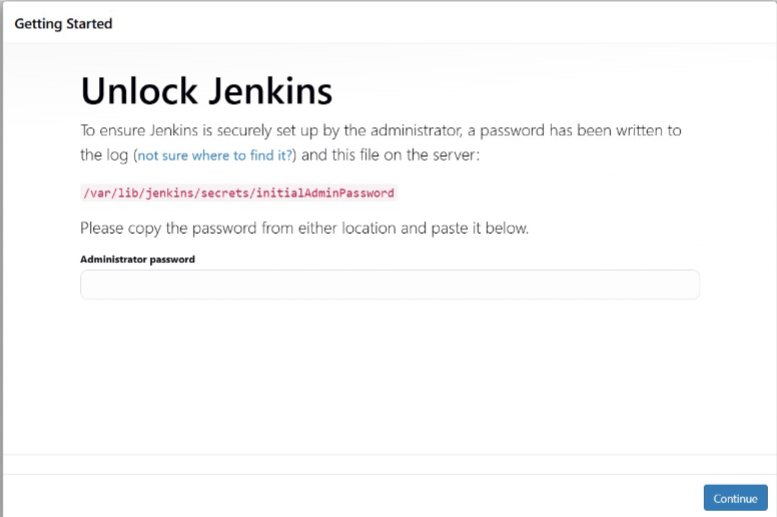 Getting Started
Unlock Jenkins
To ensure Jenkins is securely set up by the administrator, a password has been written to
the log (not sure where to find it?) and this file on the server:
/var/lib/jenkins/secrets/initialAdminPassword
Please copy the password from either location and paste it below.
Administrator password
Continue